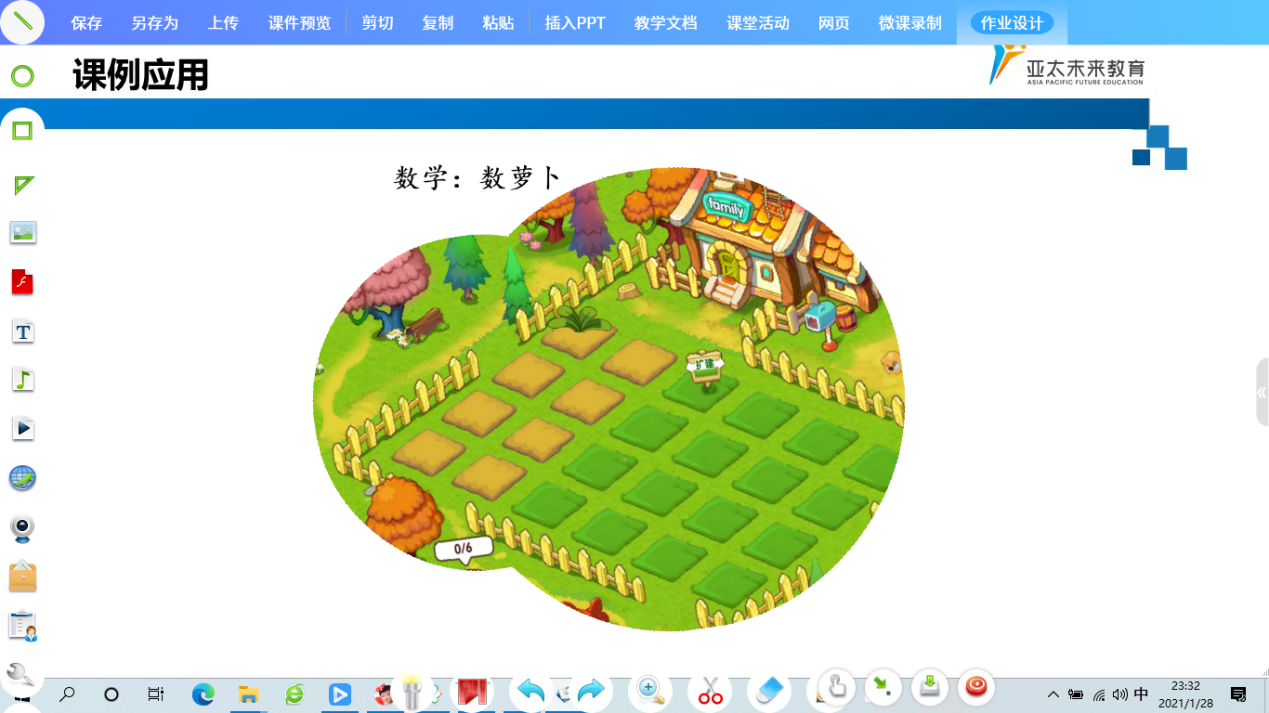 保存 另存为 上传 课件预览 剪切 复制 粘贴 插入PPT 教学文档 课堂活动 网页 微课录制 作业设计
课例应用
亚太未来教育
ASIA PACIFIC FUTURE EDUCATION
数学：数萝卜
family
扩建
0/6
T
中
23:32
2021/1/28